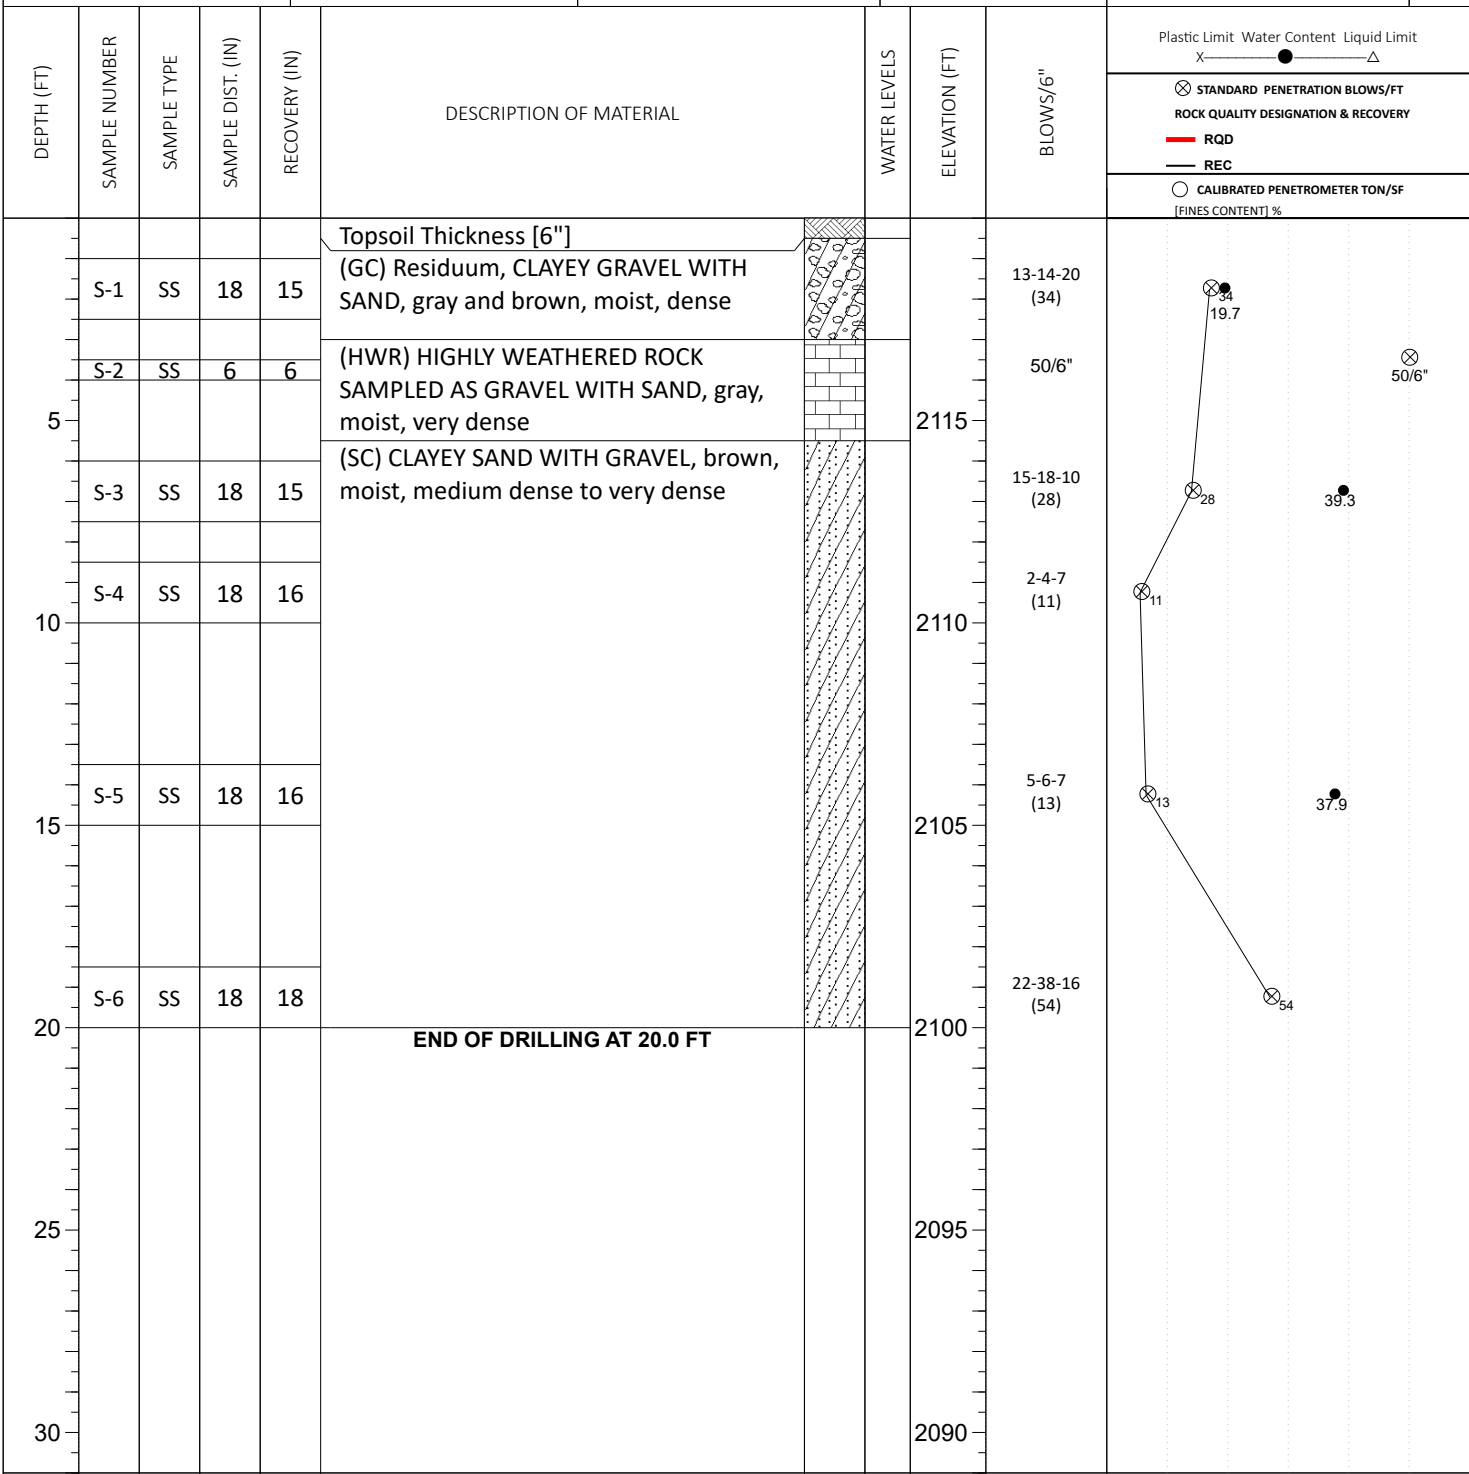 DEPTH (FT)
SAMPLE NUMBER
SAMPLE TYPE
SAMPLE DIST. (IN)
RECOVERY (IN)
DESCRIPTION OF MATERIAL
WATER LEVELS
ELEVATION (FT)
BLOWS/6"
Plastic Limit Water Content Liquid Limit
X
STANDARD PENETRATION BLOWS/FT
ROCK QUALITY DESIGNATION & RECOVERY
RQD
REC
CALIBRATED PENETROMETER TON/SF
[FINES CONTENT] %
Topsoil Thickness [6"]
(GC) Residuum, CLAYEY GRAVEL WITH
SAND, gray and brown, moist, dense
S-1 SS 18 15
13-14-20
(34)
34
19.7
(HWR) HIGHLY WEATHERED ROCK
SAMPLED AS GRAVEL WITH SAND, gray,
moist, very dense
S-2 SS 6 6
50/6"
50/6"
5
2115
(SC) CLAYEY SAND WITH GRAVEL, brown,
moist, medium dense to very dense
S-3 SS 18 15
15-18-10
(28)
28
39.3
S-4 SS 18 16
2-4-7
(11)
11
10
2110
S-5 SS 18 16
5-6-7
(13)
13
37.9
15
2105
S-6 SS 18 18
22-38-16
(54)
54
20
2100
END OF DRILLING AT 20.0 FT
25
2095
30
2090